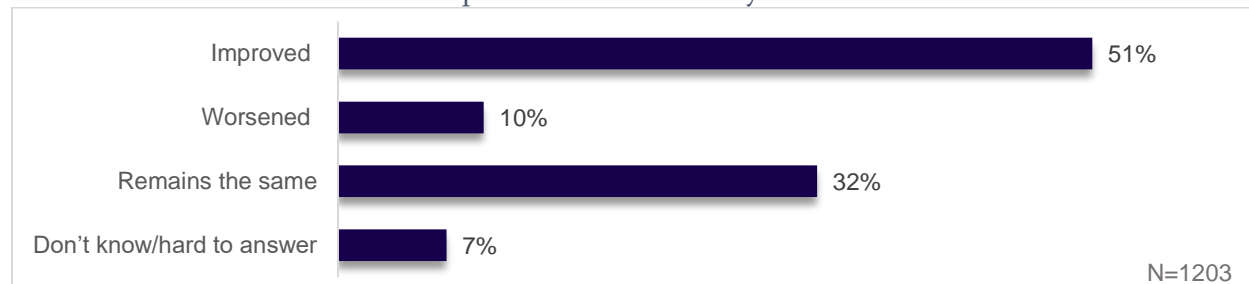 Improved 51%
Worsened 10%
Remains the same 32%
Don't know/hard to answer 7%
N=1203